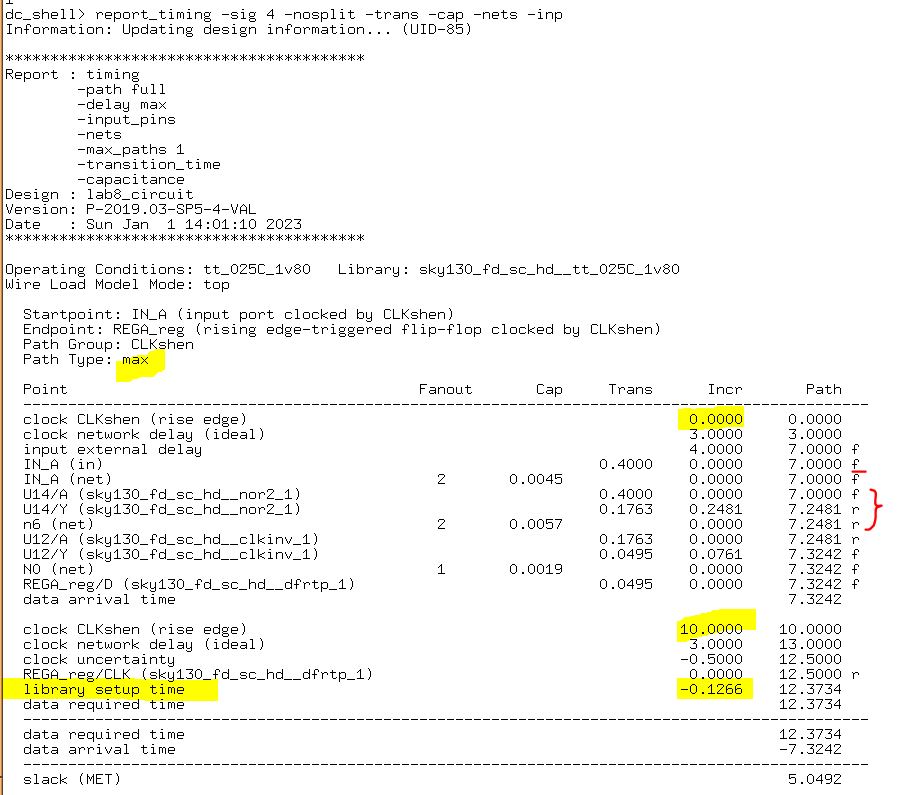 dc_shell> report_timing -sig 4 -nosplit -trans -cap -nets -inp
Information: Updating design information... (UID-85)
****************************************
Report : timing
        -path full
        -delay max
        -input_pins
        -nets
        -max_paths 1
        -transition_time
        -capacitance
Design : lab8_circuit
Version: P-2019.03-SP5-4-VAL
Date   : Sun Jan  1 14:01:10 2023
****************************************
Operating Conditions: tt_025C_1v80   Library: sky130_fd_sc_hd__tt_025C_1v80
Wire Load Model Mode: top
  Startpoint: IN_A (input port clocked by CLKshen)
  Endpoint: REGA_reg (rising edge-triggered flip-flop clocked by CLKshen)
  Path Group: CLKshen
  Path Type: max
  Point                                       Fanout       Cap     Trans      Incr       Path
  clock CLKshen (rise edge)                                                 0.0000     0.0000
  clock network delay (ideal)                                               3.0000     3.0000
  input external delay                                                      4.0000     7.0000 f
  IN_A (in)                                                      0.4000     0.0000     7.0000 f
  IN_A (net)                                    2       0.0045              0.0000     7.0000 f
  U14/A (sky130_fd_sc_hd__nor2_1)                                0.4000     0.0000     7.0000 f
  U14/Y (sky130_fd_sc_hd__nor2_1)                                0.1763     0.2481     7.2481 r
  n6 (net)                                      2       0.0057              0.0000     7.2481 r
  U12/A (sky130_fd_sc_hd__clkinv_1)                              0.1763     0.0000     7.2481 r
  U12/Y (sky130_fd_sc_hd__clkinv_1)                              0.0495     0.0761     7.3242 f
  N0 (net)                                      1       0.0019              0.0000     7.3242 f
  REGA_reg/D (sky130_fd_sc_hd__dfrtp_1)                          0.0495     0.0000     7.3242 f
  data arrival time                                                                    7.3242
  clock CLKshen (rise edge)                                                10.0000    10.0000
  clock network delay (ideal)                                               3.0000    13.0000
  clock uncertainty                                                        -0.5000    12.5000
  REGA_reg/CLK (sky130_fd_sc_hd__dfrtp_1)                                   0.0000    12.5000 r
  library setup time                                                       -0.1266    12.3734
  data required time                                                                  12.3734
  data required time                                                                  12.3734
  data arrival time                                                                   -7.3242
  slack (MET)                                                                          5.0492